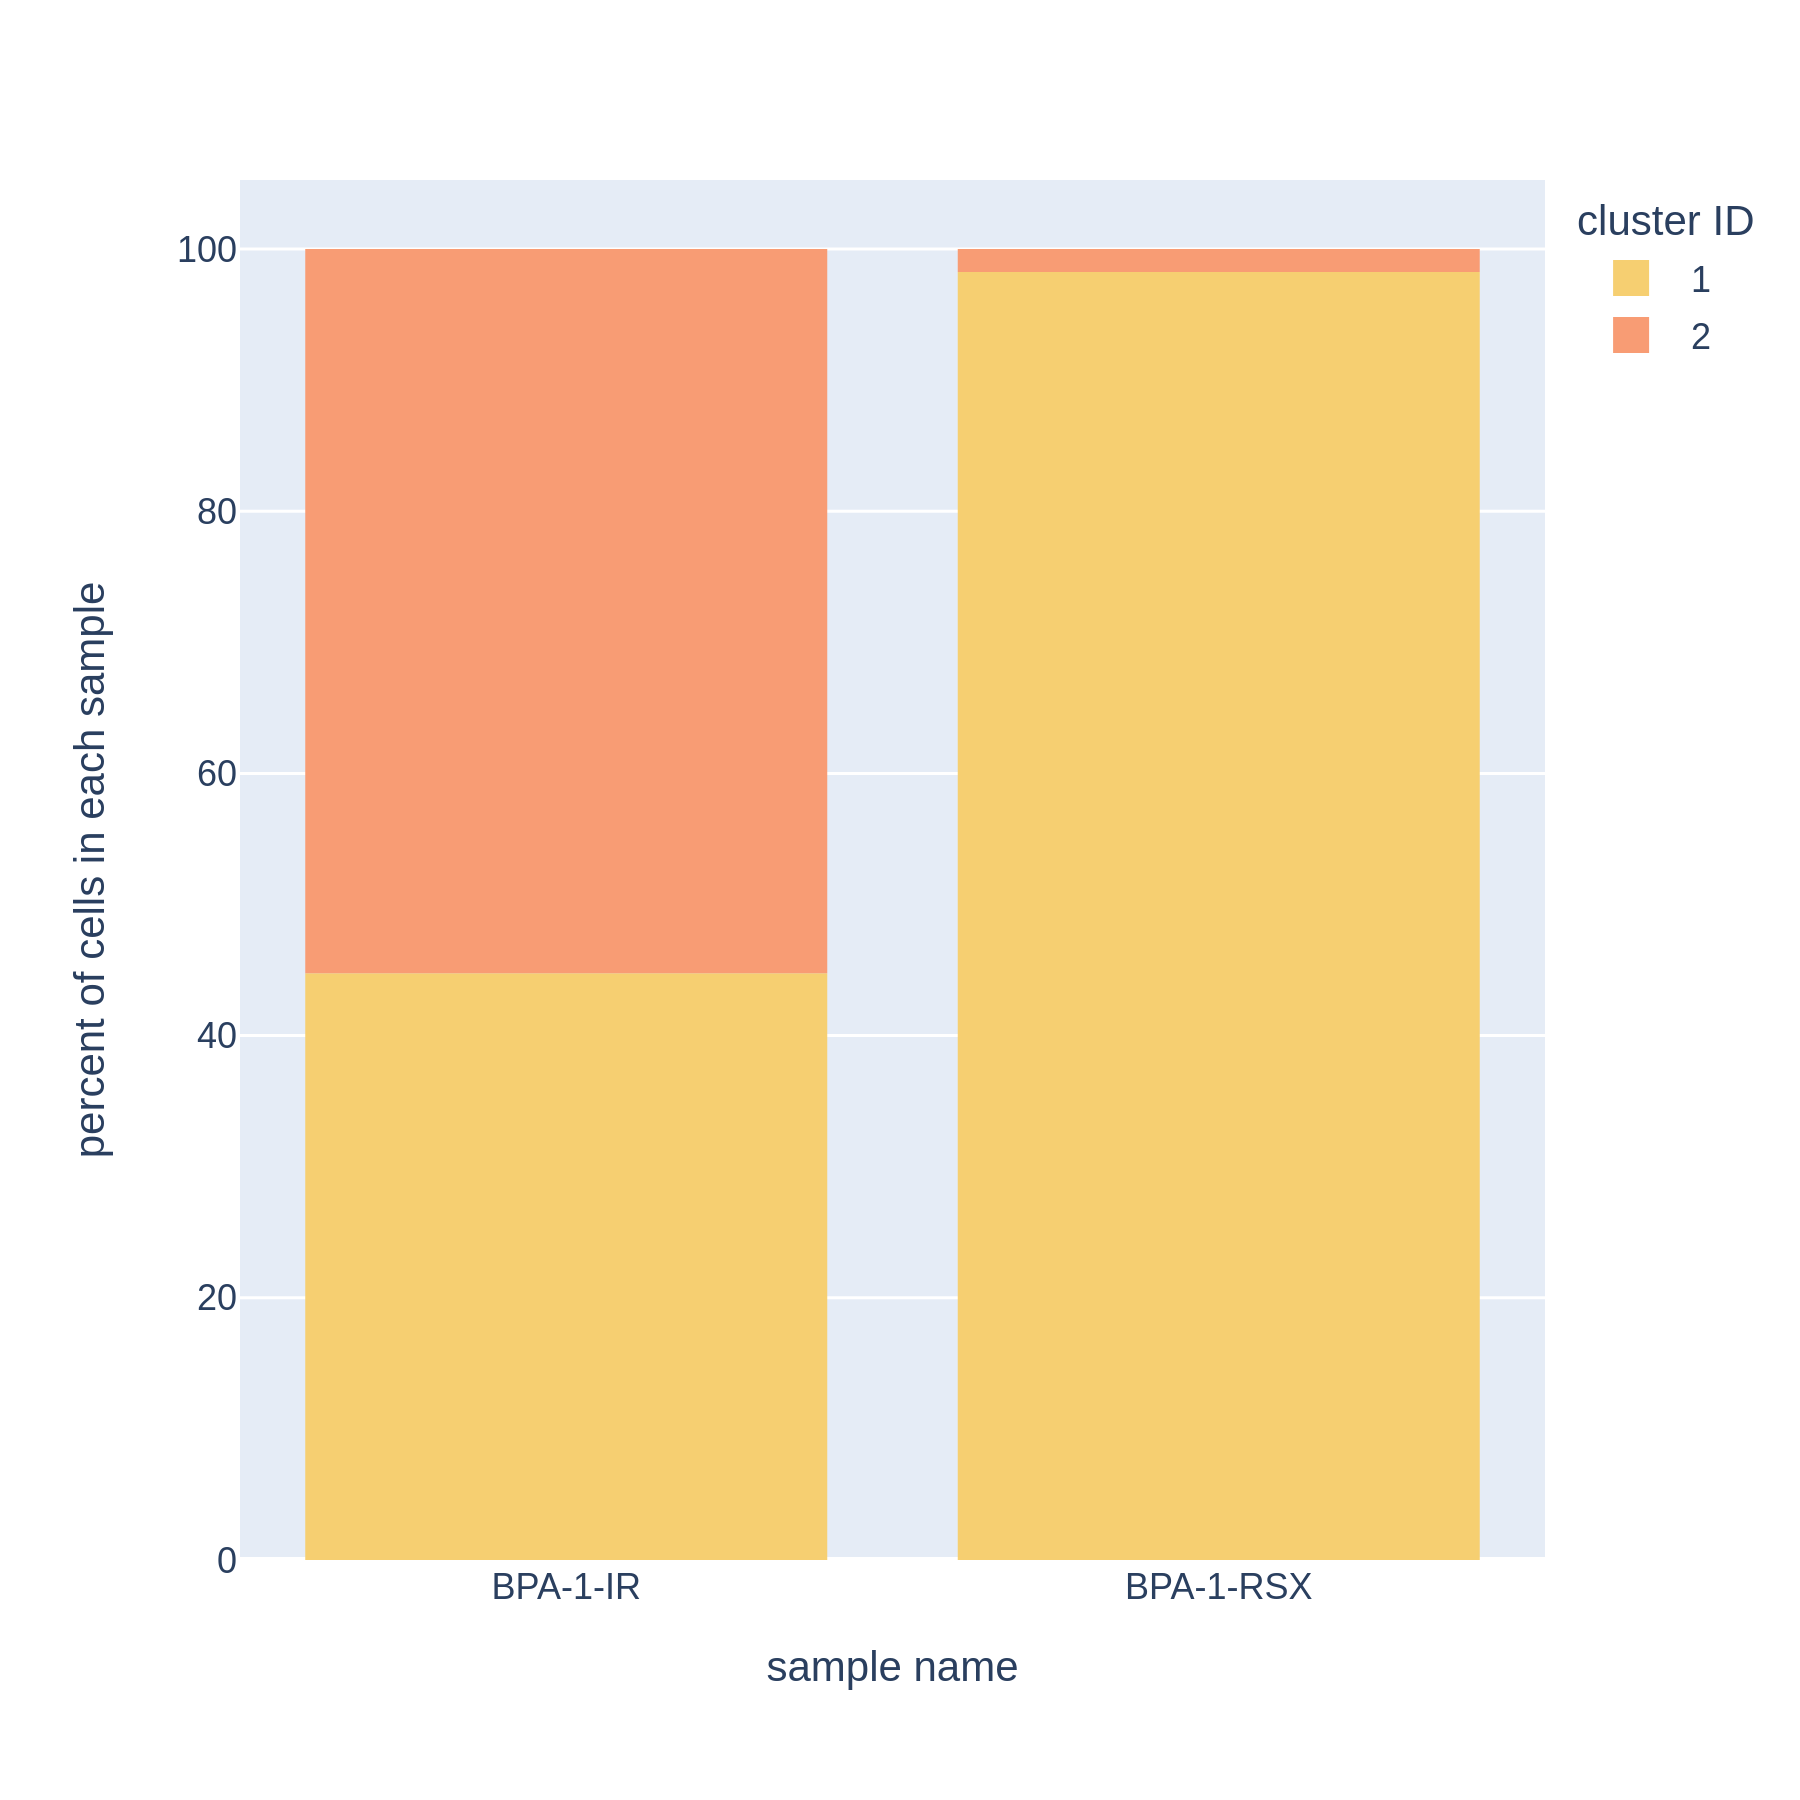 cluster ID
1
2
100
80
60
40
20
0
percent of cells in each sample
BPA-1-IR
BPA-1-RSX
sample name